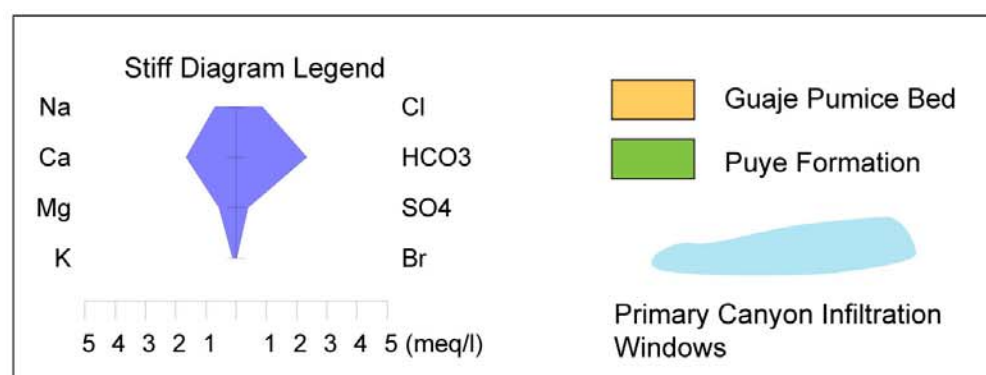 Stiff Diagram Legend
Na Cl
Ca HCO3
Mg SO4
K Br
5 4 3 2 1 1 2 3 4 5 (meq/l)
Guaje Pumice Bed
Puye Formation
Primary Canyon Infiltration
Windows